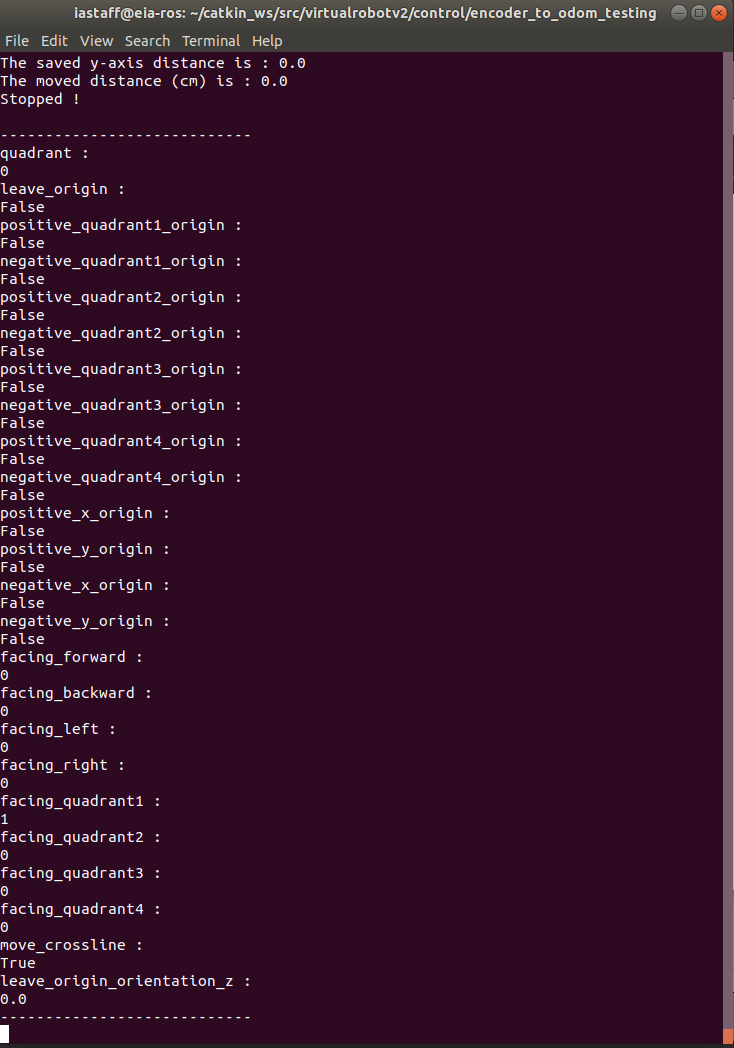 iastaff@eia-ros: ~/catkin_ws/src/virtualrobotv2/control/encoder_to_odom_testing
File Edit View Search Terminal Help
The saved y-axis distance is : 0.0
The moved distance (cm) is : 0.0
Stopped !
----------------------------
quadrant :
0
leave_origin :
False
positive_quadrant1_origin :
False
negative_quadrant1_origin :
False
positive_quadrant2_origin :
False
negative_quadrant2_origin :
False
positive_quadrant3_origin :
False
negative_quadrant3_origin :
False
positive_quadrant4_origin :
False
negative_quadrant4_origin :
False
positive_x_origin :
False
positive_y_origin :
False
negative_x_origin :
False
negative_y_origin :
False
facing_forward :
0
facing_backward :
0
facing_left :
0
facing_right :
0
facing_quadrant1 :
1
facing_quadrant2 :
0
facing_quadrant3 :
0
facing_quadrant4 :
0
move_crossline :
True
leave_origin_orientation_z :
0.0
----------------------------